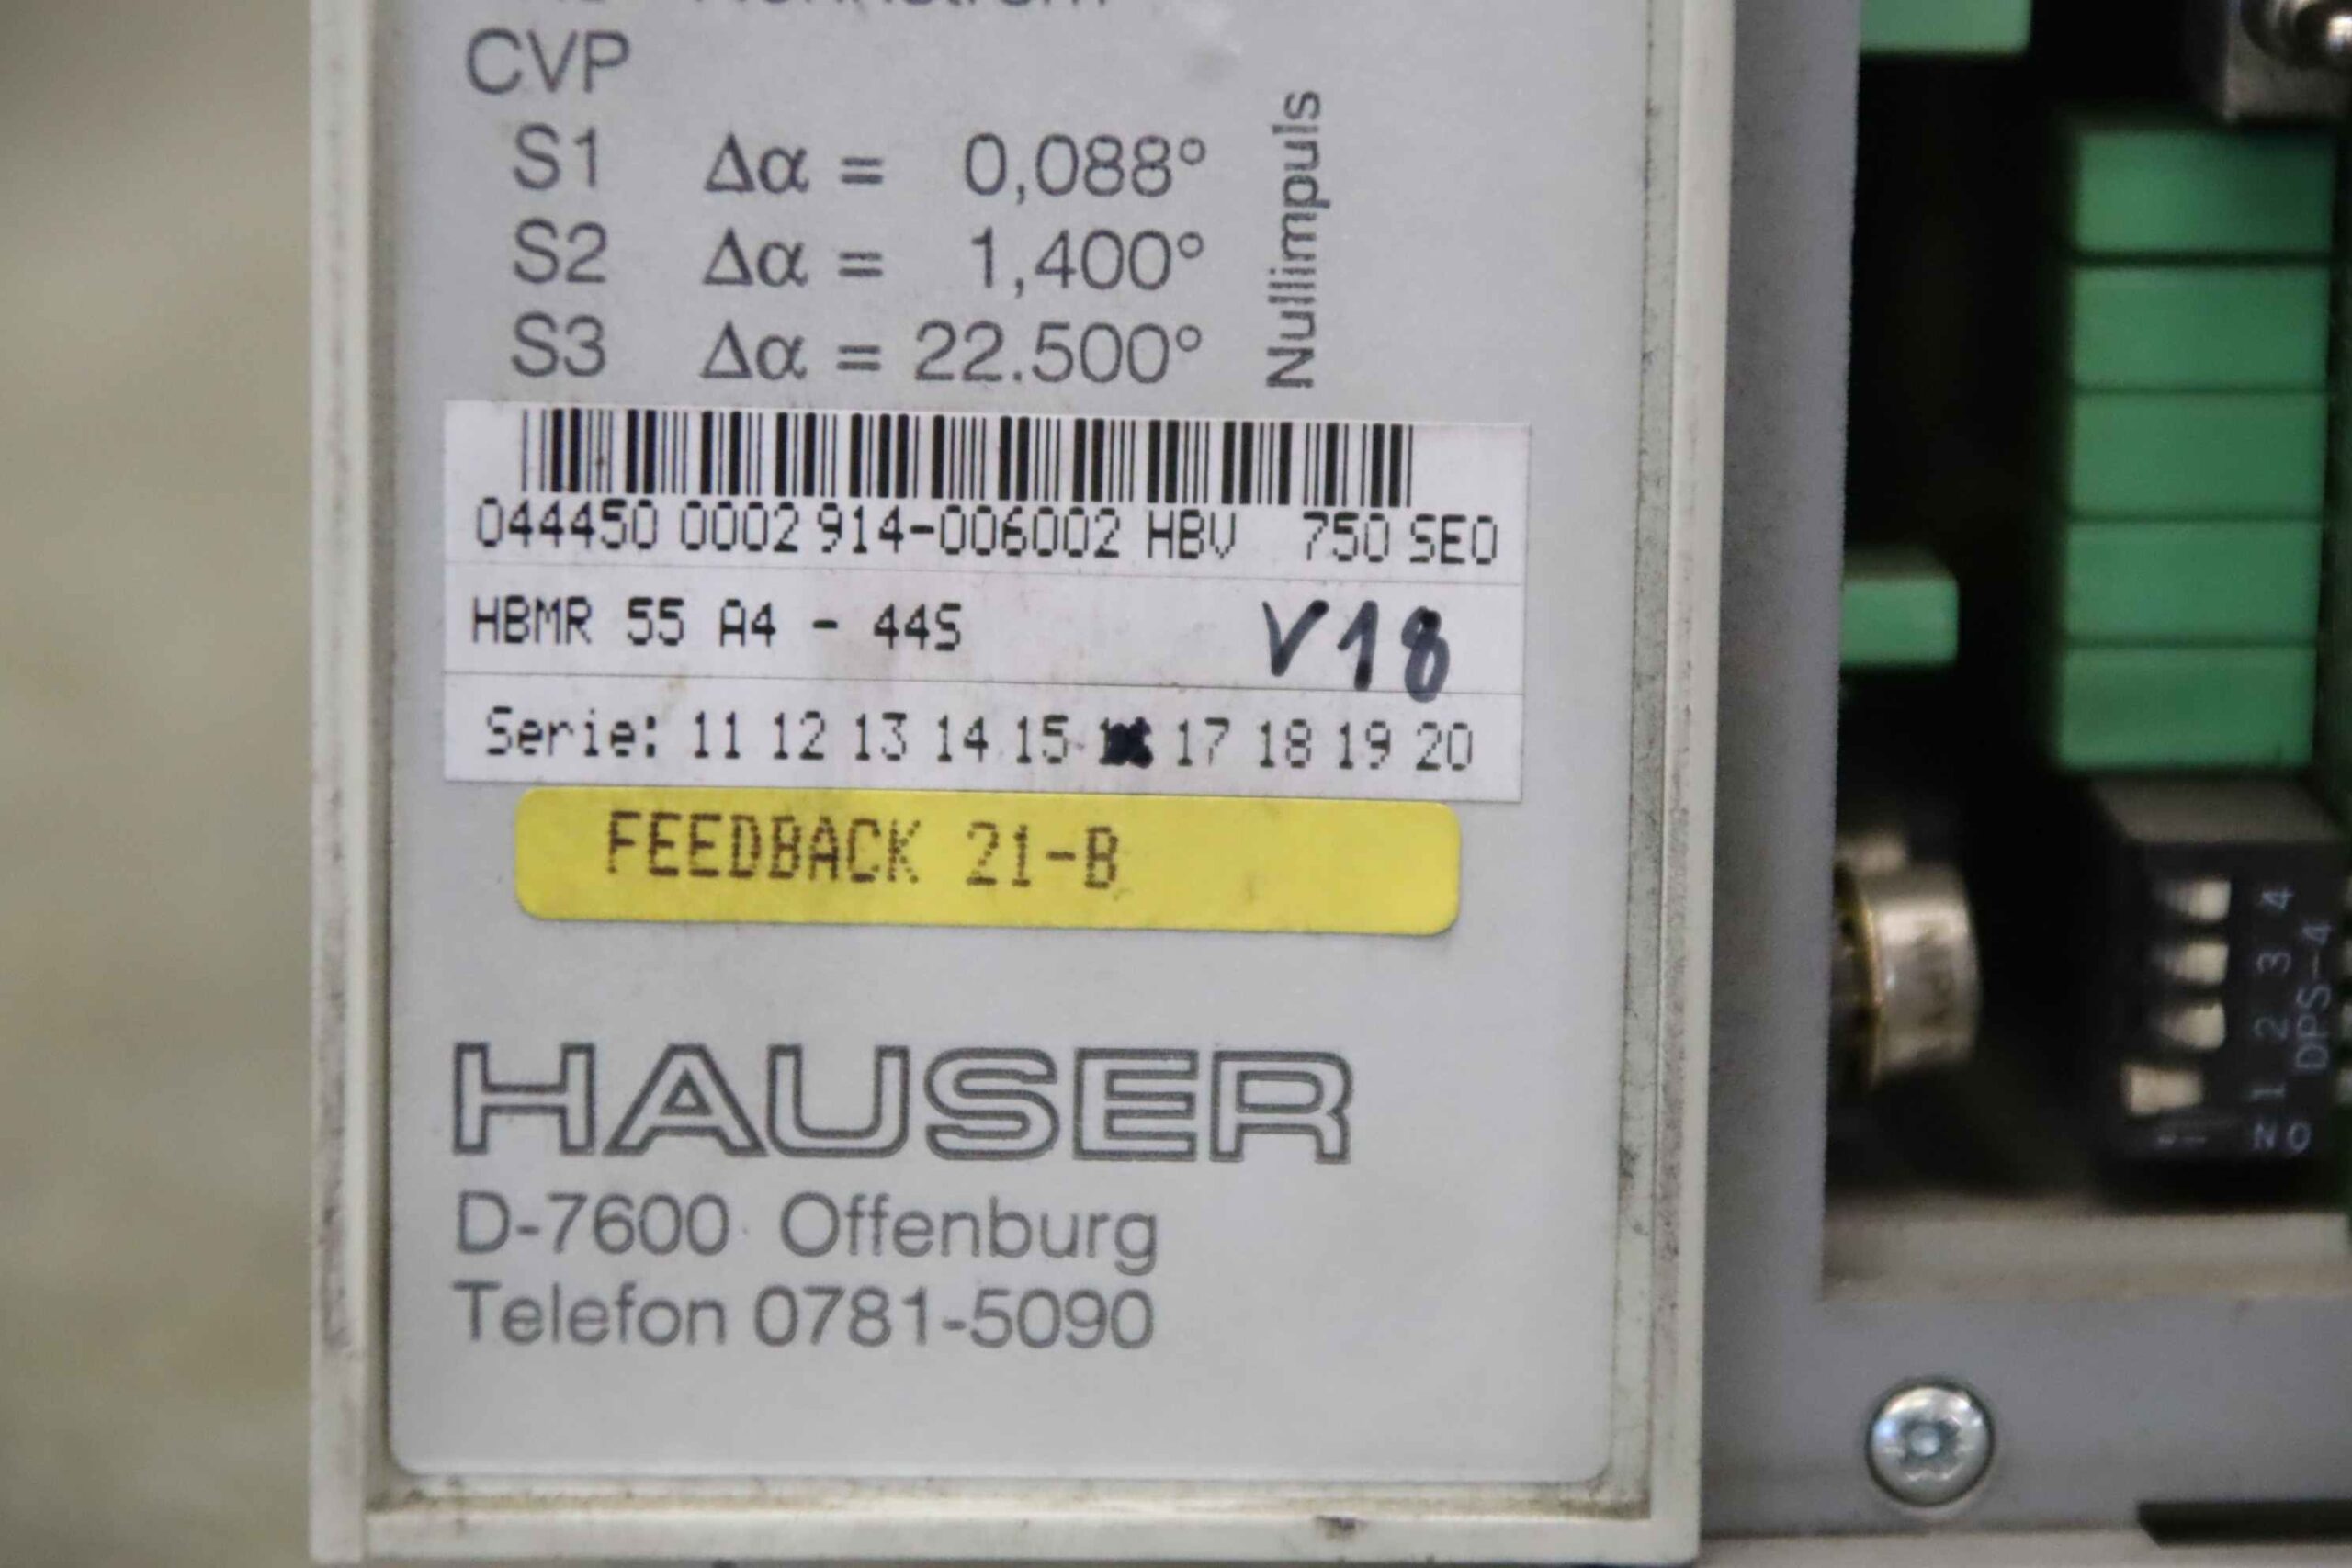 CVP
S1 Δα = 0,088°
S2 Δα = 1,400°
S3 Δα = 22.500°
Nullimpuls
044450 0002 914-006002 HBV 750 SEO
HBMR 55 A4 - 44S
V18
Serie: 11 12 13 14 15 17 18 19 20
FEEDBACK 21-B
HAUSER
D-7600 Offenburg
Telefon 0781-5090
1 2 3 4
DPS-4